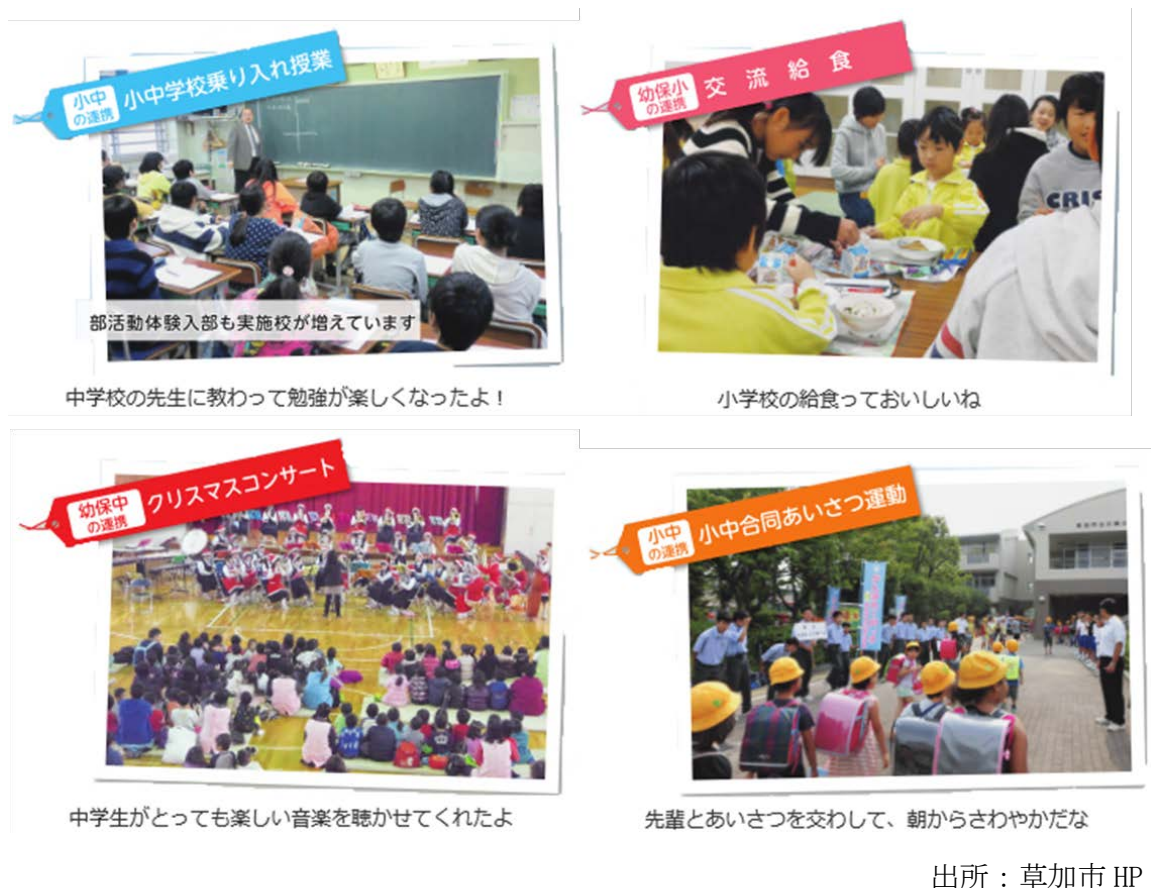 小中
の連携
小中学校乗り入れ授業
部活動体験入部も実施校が増えています
中学校の先生に教わって勉強が楽しくなったよ！
幼保小
の連携
交流給食
CRIS
小学校の給食っておいしいね
幼保中
の連携
クリスマスコンサート
中学生がとっても楽しい音楽を聴かせてくれたよ
小中
の連携
小中合同あいさつ運動
先輩とあいさつを交わして、朝からさわやかだな
出所：草加市 HP